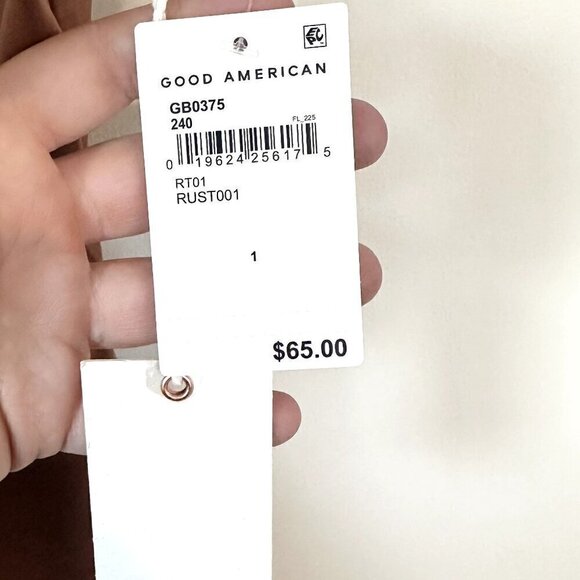 GOOD AMERICAN
GB0375
240
FL_225
0 19624 25617 5
RT01
RUST001
1
$65.00